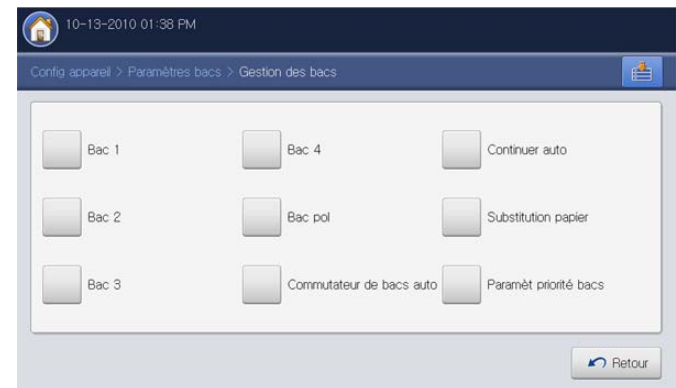 10-13-2010 01:38 PM
Config appareil > Paramètres bacs > Gestion des bacs
Bac 1
Bac 4
Continuer auto
Bac 2
Bac pol
Substitution papier
Bac 3
Commutateur de bacs auto
Paramèt priorité bacs
Retour